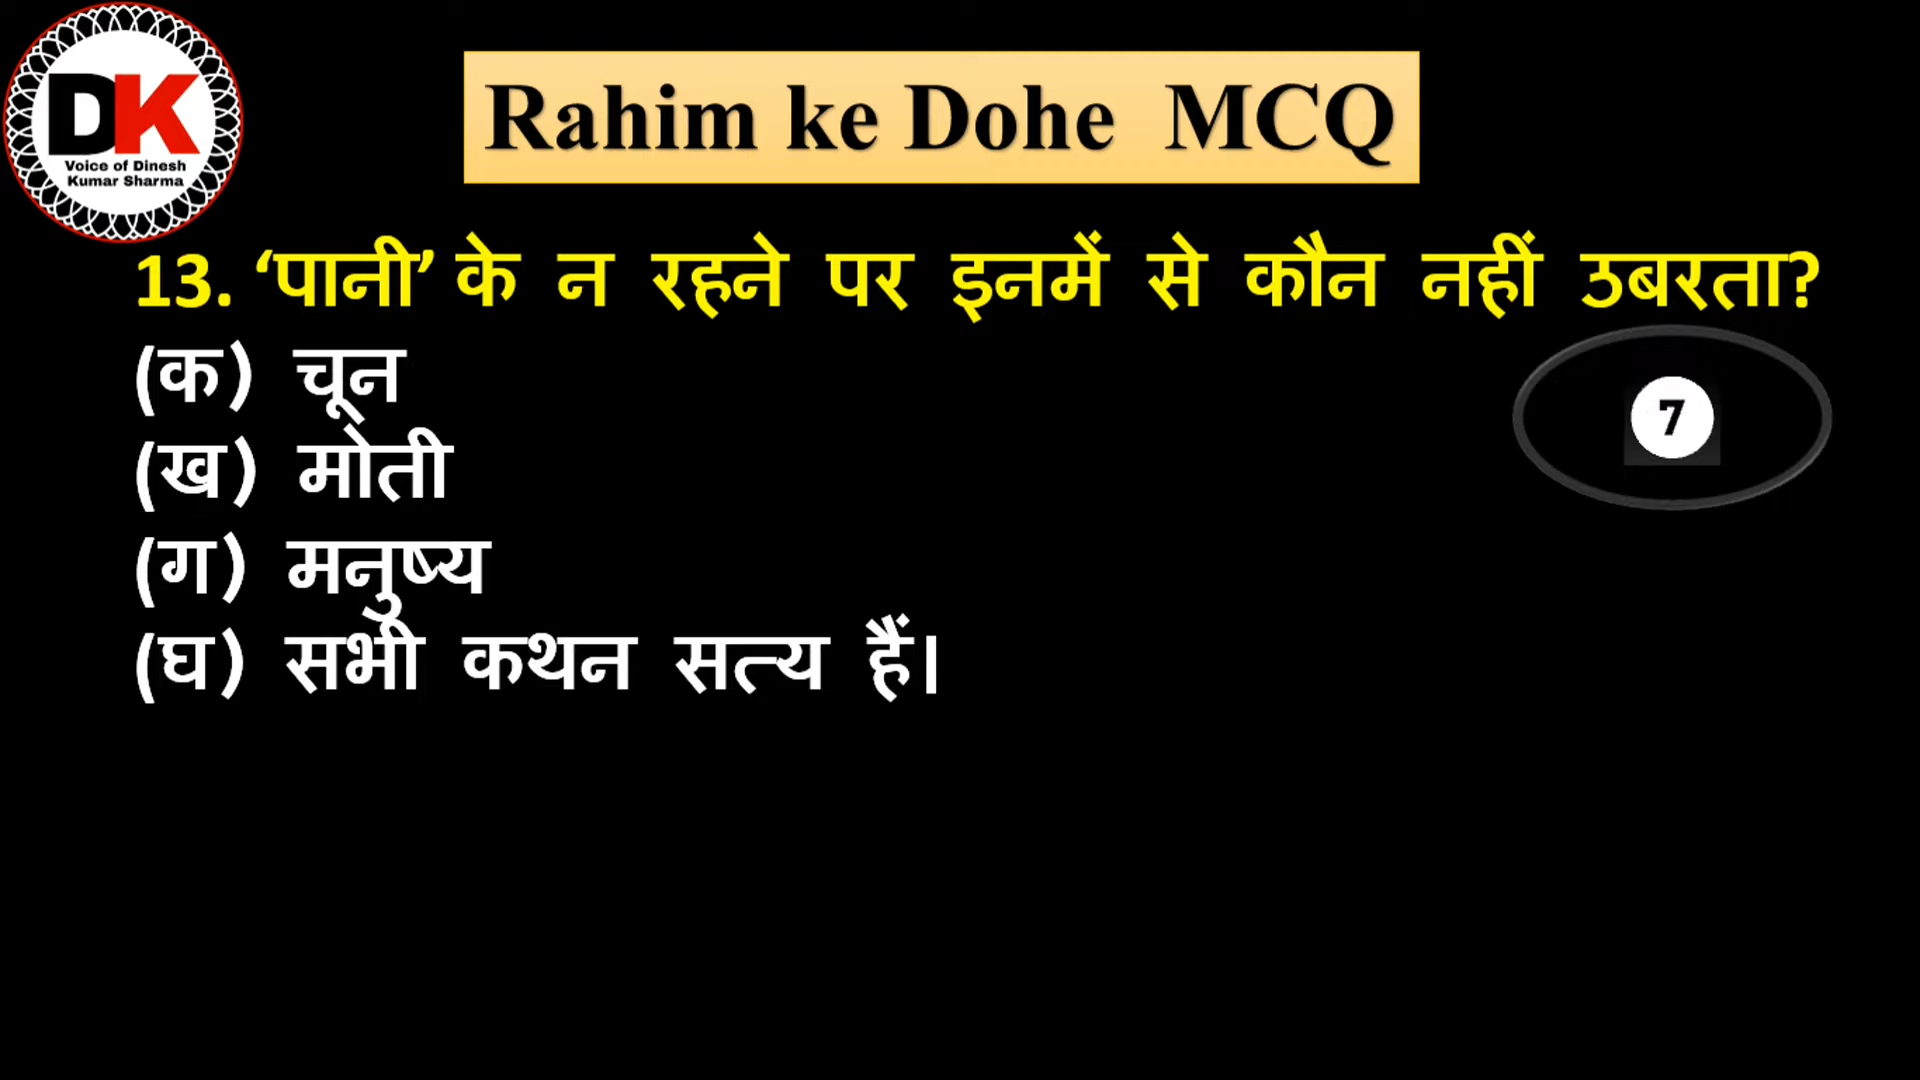 DK
Voice of Dinesh
Kumar Sharma
Rahim ke Dohe MCQ
13. ‘पानी’ के न रहने पर इनमें से कौन नहीं उबरता?
(क) चून
7
(ख) मोती
(ग) मनुष्य
(घ) सभी कथन सत्य हैं।